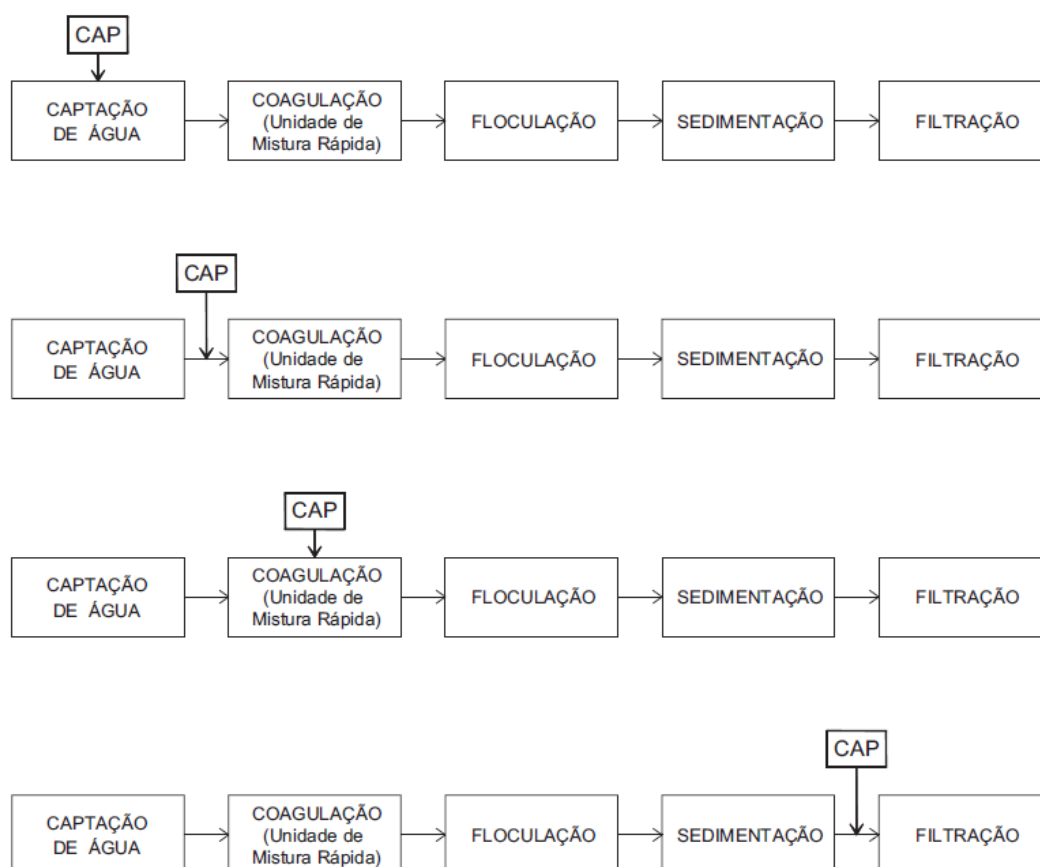 CAP
CAPTAÇÃO
DE ÁGUA
COAGULAÇÃO
(Unidade de
Mistura Rápida)
FLOCULAÇÃO
SEDIMENTAÇÃO
FILTRAÇÃO
CAP
CAPTAÇÃO
DE ÁGUA
COAGULAÇÃO
(Unidade de
Mistura Rápida)
FLOCULAÇÃO
SEDIMENTAÇÃO
FILTRAÇÃO
CAP
CAPTAÇÃO
DE ÁGUA
COAGULAÇÃO
(Unidade de
Mistura Rápida)
FLOCULAÇÃO
SEDIMENTAÇÃO
FILTRAÇÃO
CAP
CAPTAÇÃO
DE ÁGUA
COAGULAÇÃO
(Unidade de
Mistura Rápida)
FLOCULAÇÃO
SEDIMENTAÇÃO
FILTRAÇÃO